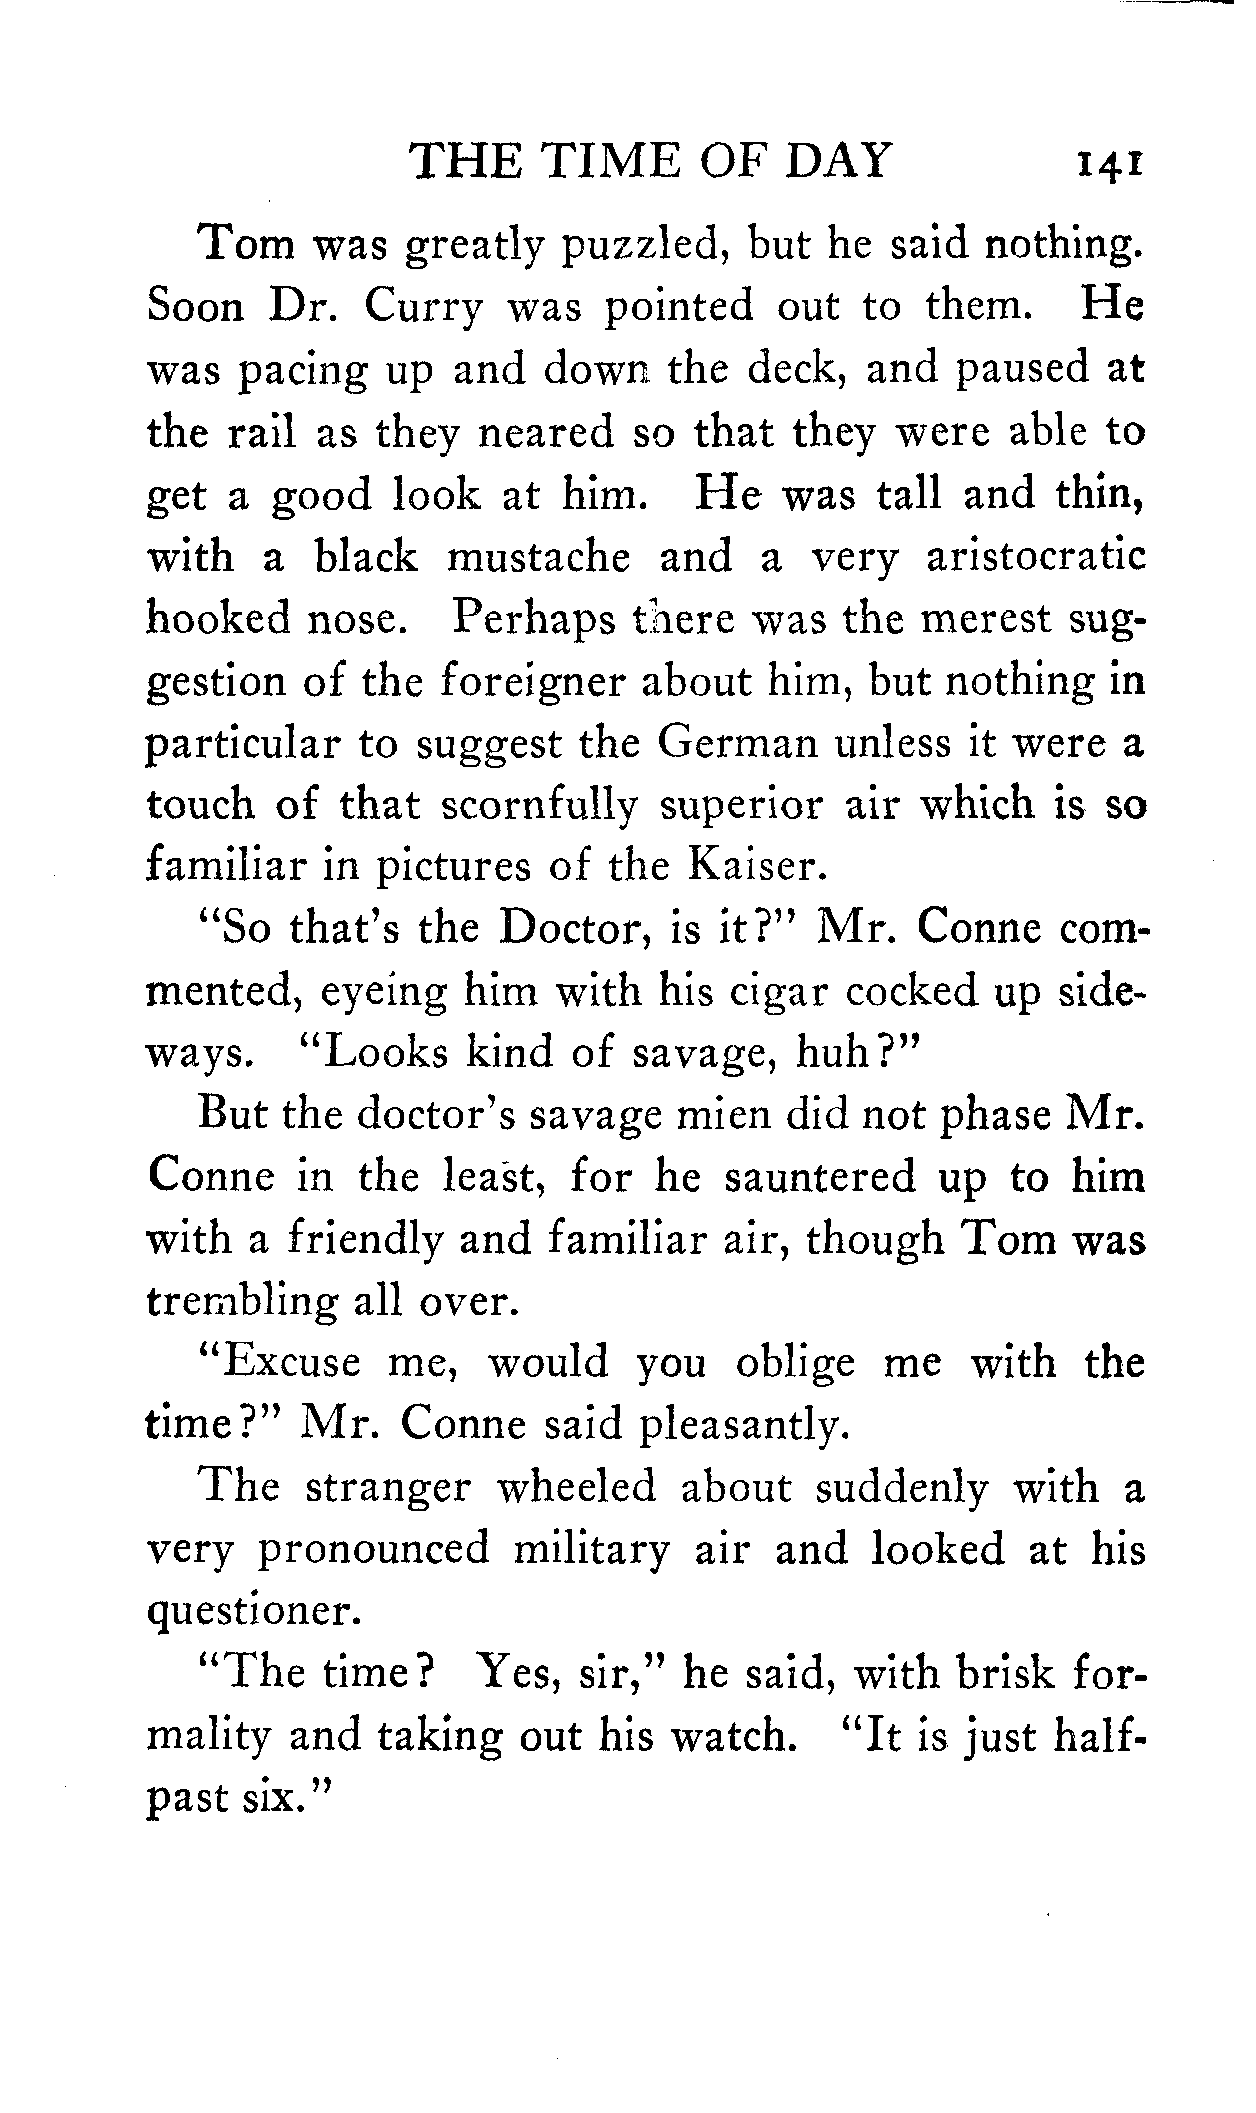 THE TIME OF DAY 141
Tom was greatly puzzled, but he said nothing.
Soon Dr. Curry was pointed out to them. He
was pacing up and down the deck, and paused at
the rail as they neared so that they were able to
get a good look at him. He was tall and thin,
with a black mustache and a very aristocratic
hooked nose. Perhaps there was the merest sug-
gestion of the foreigner about him, but nothing in
particular to suggest the German unless it were a
touch of that scornfully superior air which is so
familiar in pictures of the Kaiser.
"So that's the Doctor, is it?" Mr. Conne com-
mented, eyeing him with his cigar cocked up side-
ways. "Looks kind of savage, huh?"
But the doctor's savage mien did not phase Mr.
Conne in the least, for he sauntered up to him
with a friendly and familiar air, though Tom was
trembling all over.
"Excuse me, would you oblige me with the
time?" Mr. Conne said pleasantly.
The stranger wheeled about suddenly with a
very pronounced military air and looked at his
questioner.
"The time? Yes, sir," he said, with brisk for-
mality and taking out his watch. "It is just half-
past six."